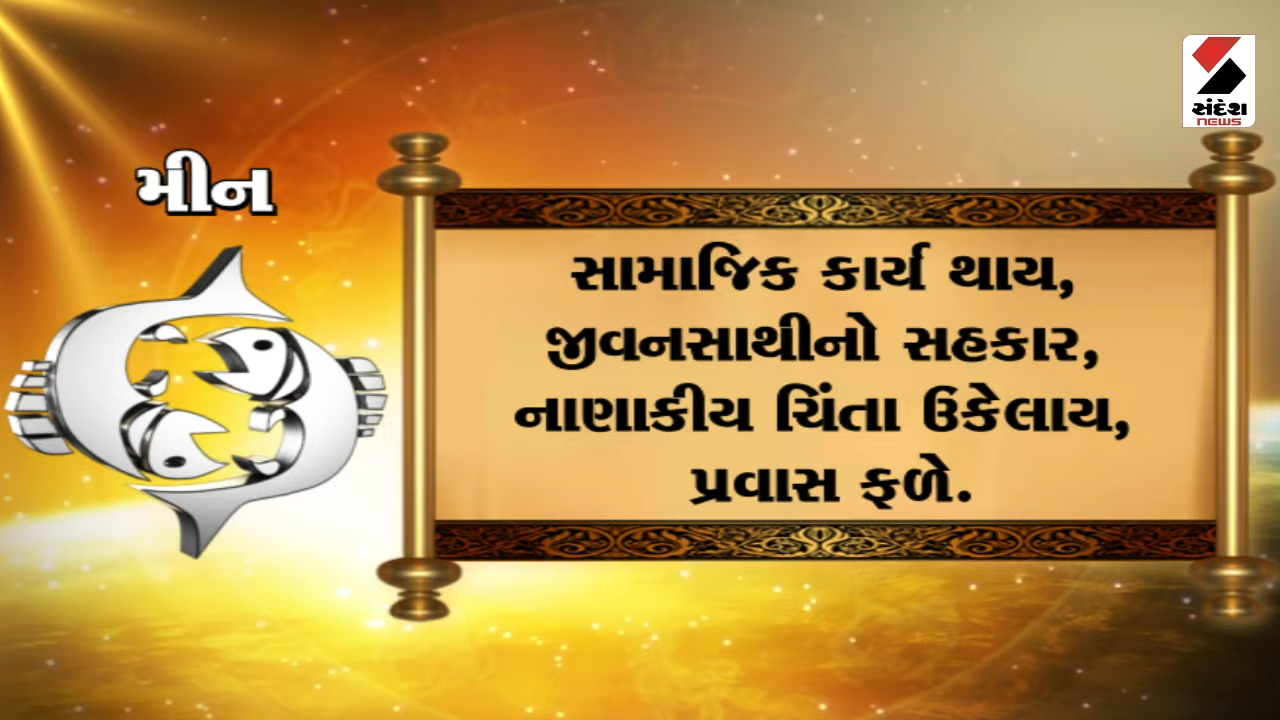 સંદેશ
NEWS
મીન
સામાજિક કાર્ય થાય,
જીવનસાથીનો સહકાર,
નાણાકીય ચિંતા ઉકેલાય,
પ્રવાસ ફળે.